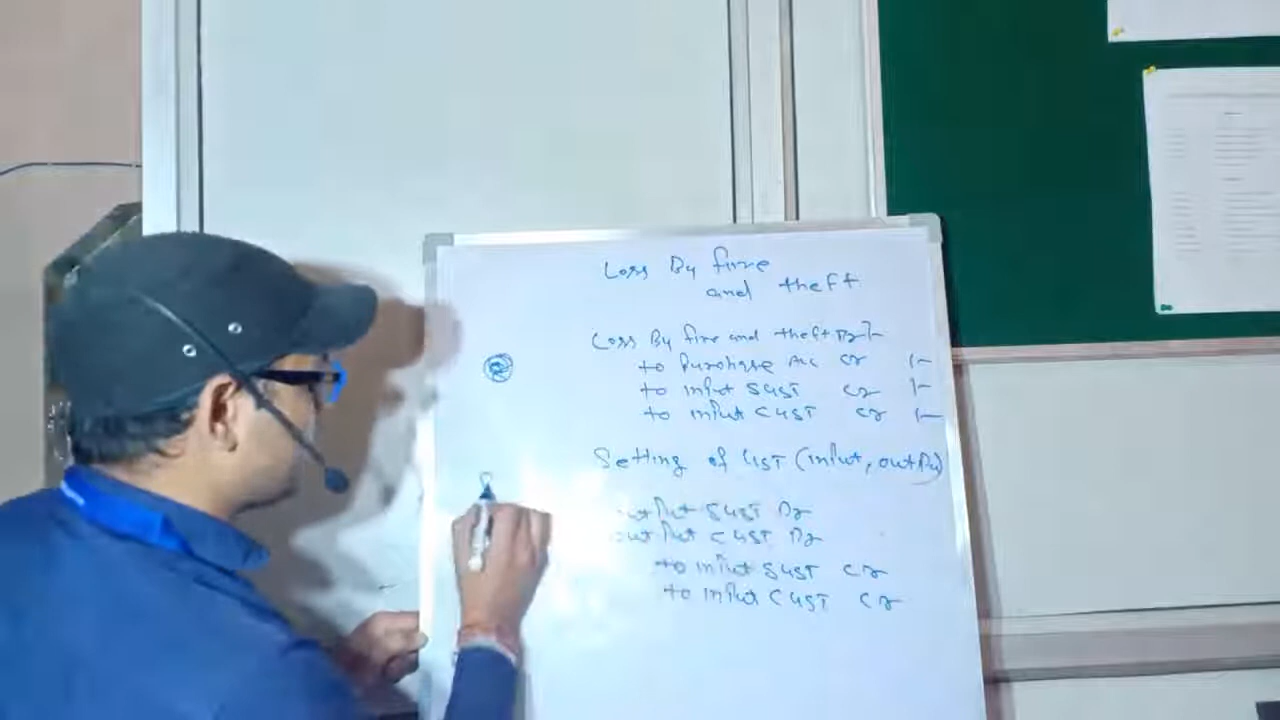 Loss By fire
and theft
Loss By fire and theft Dr
to Purchase Acc Cr
to input SGST Cr
to input CGST Cr
Setting of GST (input, output)
output SGST Dr
output CGST Dr
to input SGST Cr
to input CGST Cr